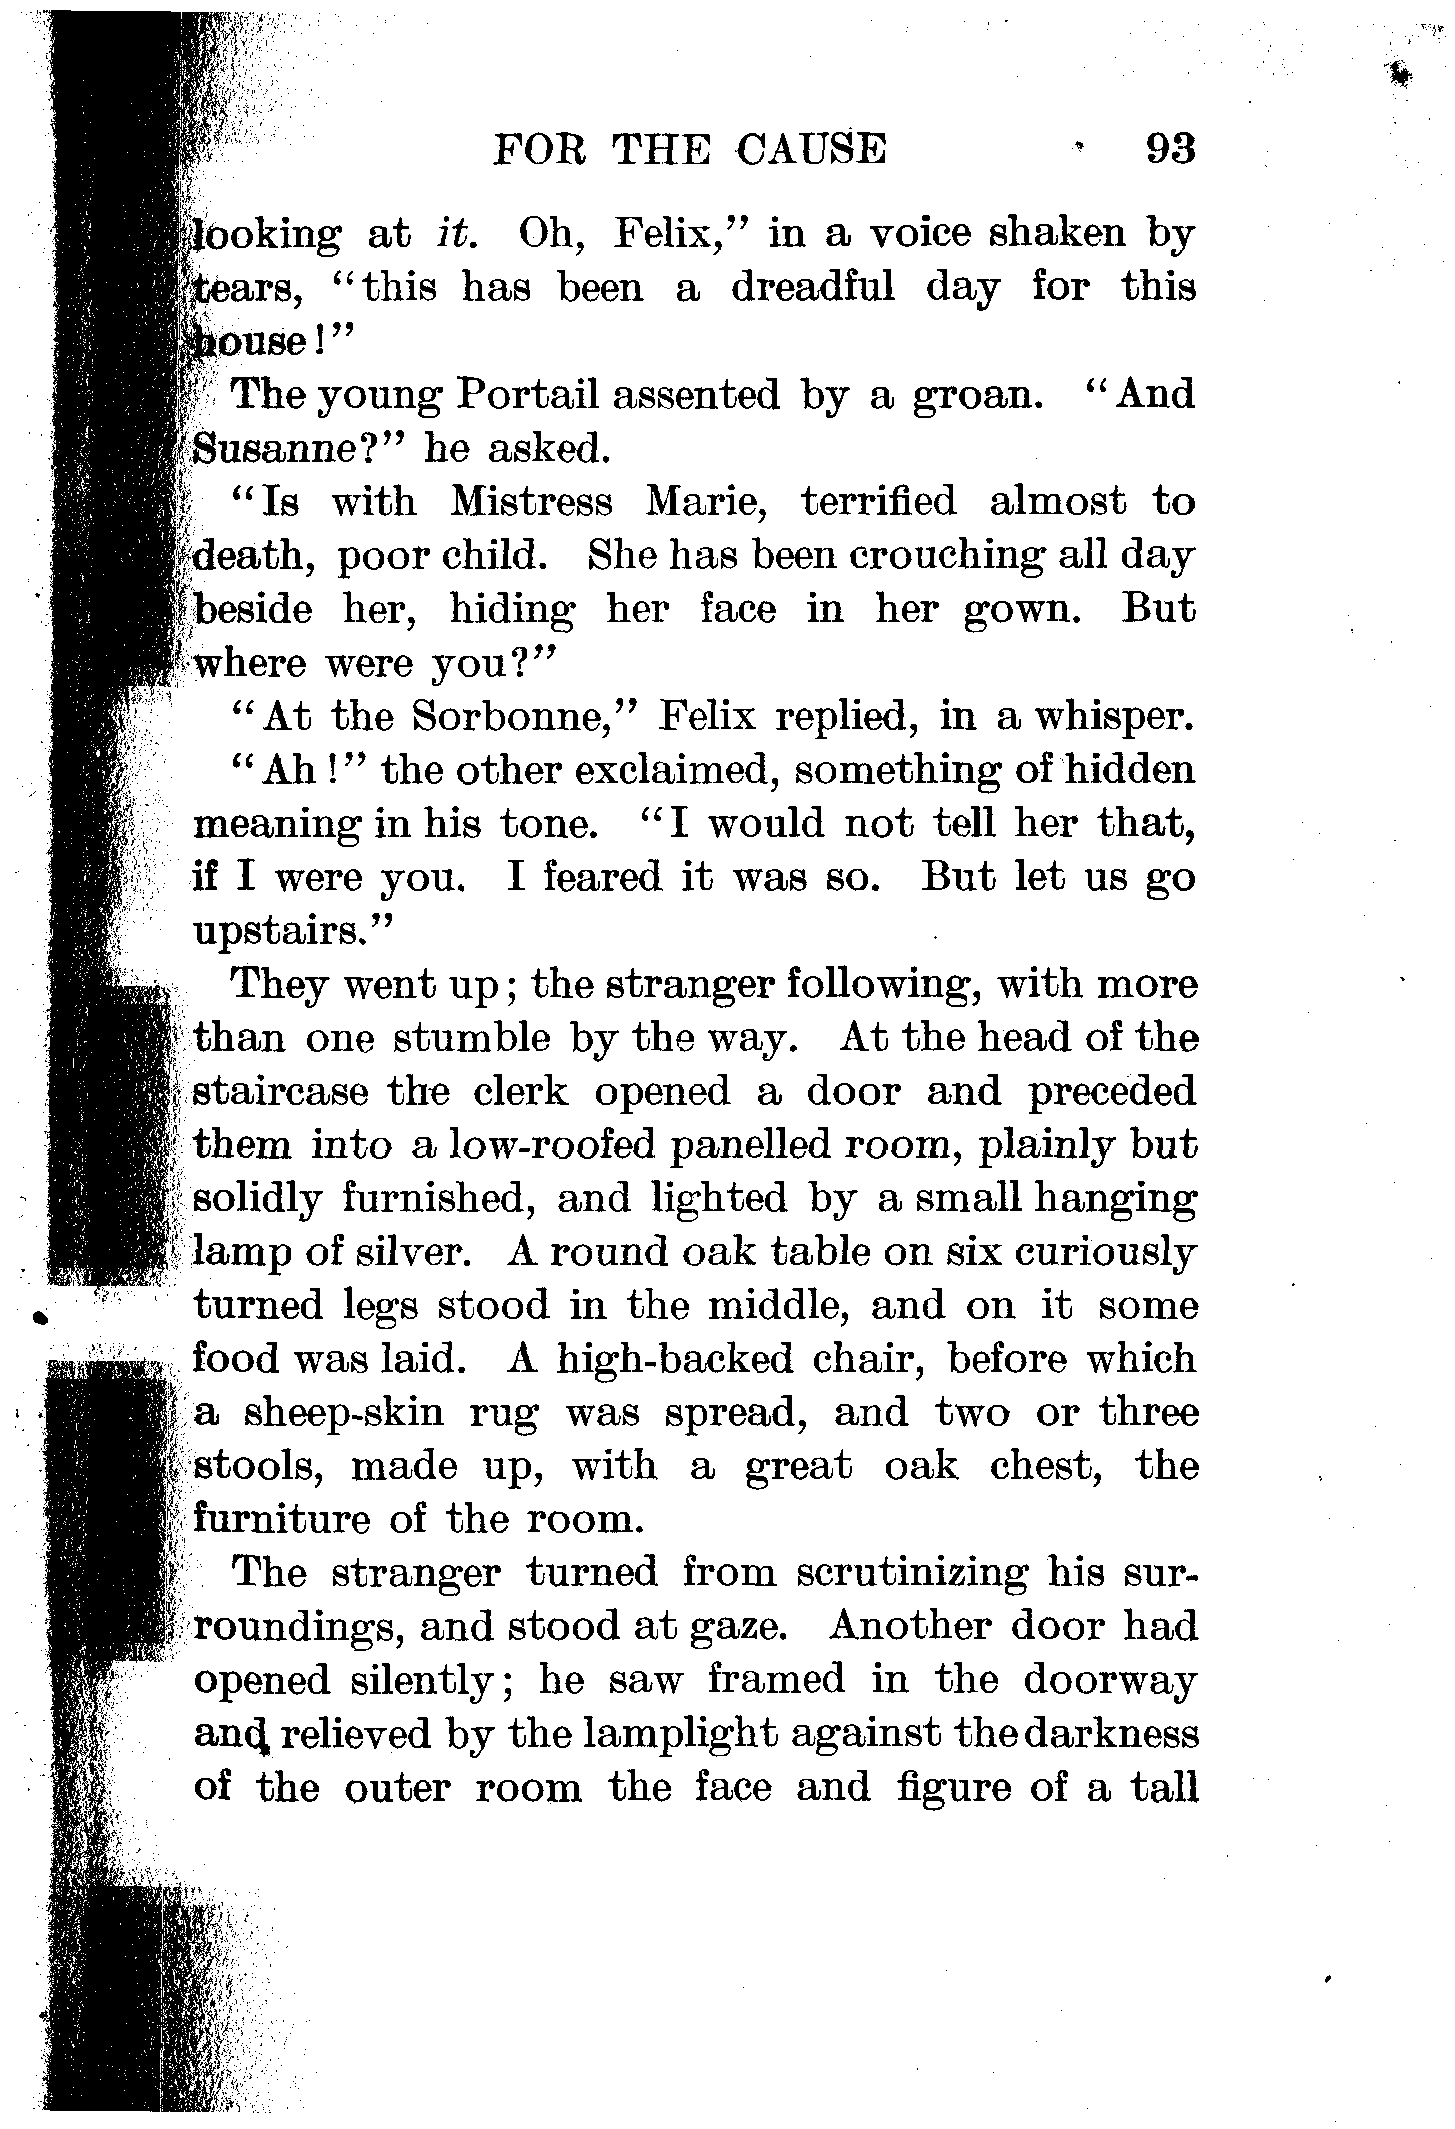 FOR THE CAUSE 93
looking at it. Oh, Felix,” in a voice shaken by
tears, “this has been a dreadful day for this
house!”
The young Portail assented by a groan. “And
Susanne?” he asked.
“Is with Mistress Marie, terrified almost to
death, poor child. She has been crouching all day
beside her, hiding her face in her gown. But
where were you?”
“At the Sorbonne,” Felix replied, in a whisper.
“Ah!” the other exclaimed, something of hidden
meaning in his tone. “I would not tell her that,
if I were you. I feared it was so. But let us go
upstairs.”
They went up; the stranger following, with more
than one stumble by the way. At the head of the
staircase the clerk opened a door and preceded
them into a low-roofed panelled room, plainly but
solidly furnished, and lighted by a small hanging
lamp of silver. A round oak table on six curiously
turned legs stood in the middle, and on it some
food was laid. A high-backed chair, before which
a sheep-skin rug was spread, and two or three
stools, made up, with a great oak chest, the
furniture of the room.
The stranger turned from scrutinizing his sur-
roundings, and stood at gaze. Another door had
opened silently; he saw framed in the doorway
and relieved by the lamplight against the darkness
of the outer room the face and figure of a tall